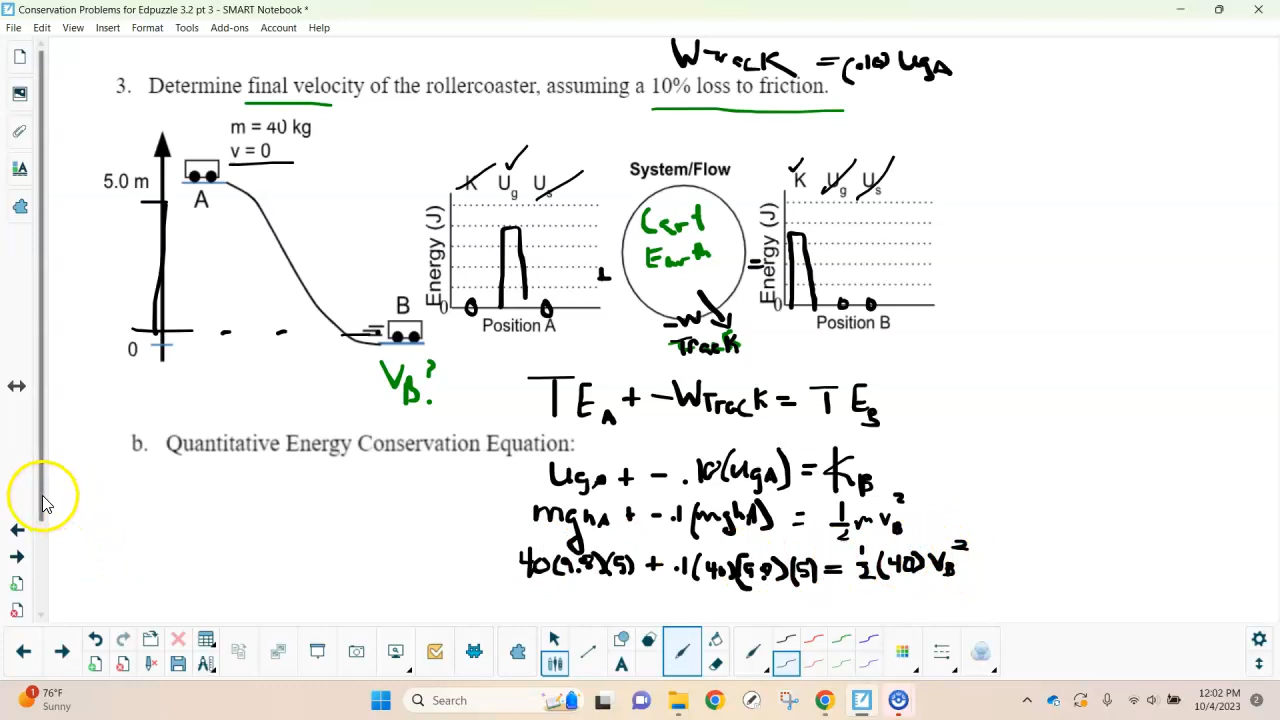 Conservation Problems for Edpuzzle 3.2 pt 3 - SMART Notebook *
File Edit View Insert Format Tools Add-ons Account Help
WTrack = (.10) UgA
3. Determine final velocity of the rollercoaster, assuming a 10% loss to friction.
m = 40 kg
v = 0
5.0 m
A
B
0
VB?
K Ug Us
Energy (J)
0
0 0
Position A
+
System/Flow
Cart
Earth
-W
Track
=
K Ug Us
Energy (J)
0
0 0
Position B
TEA + -WTrack = TEB
b. Quantitative Energy Conservation Equation:
UgA + -.10(UgA) = KB
mghA + -.1(mghA) = 1/2 m vB²
40(9.8)(5) + .1(40)(9.8)(5) = 1/2 (40) VB²
1
76°F
Sunny
Search
12:02 PM
10/4/2023
2